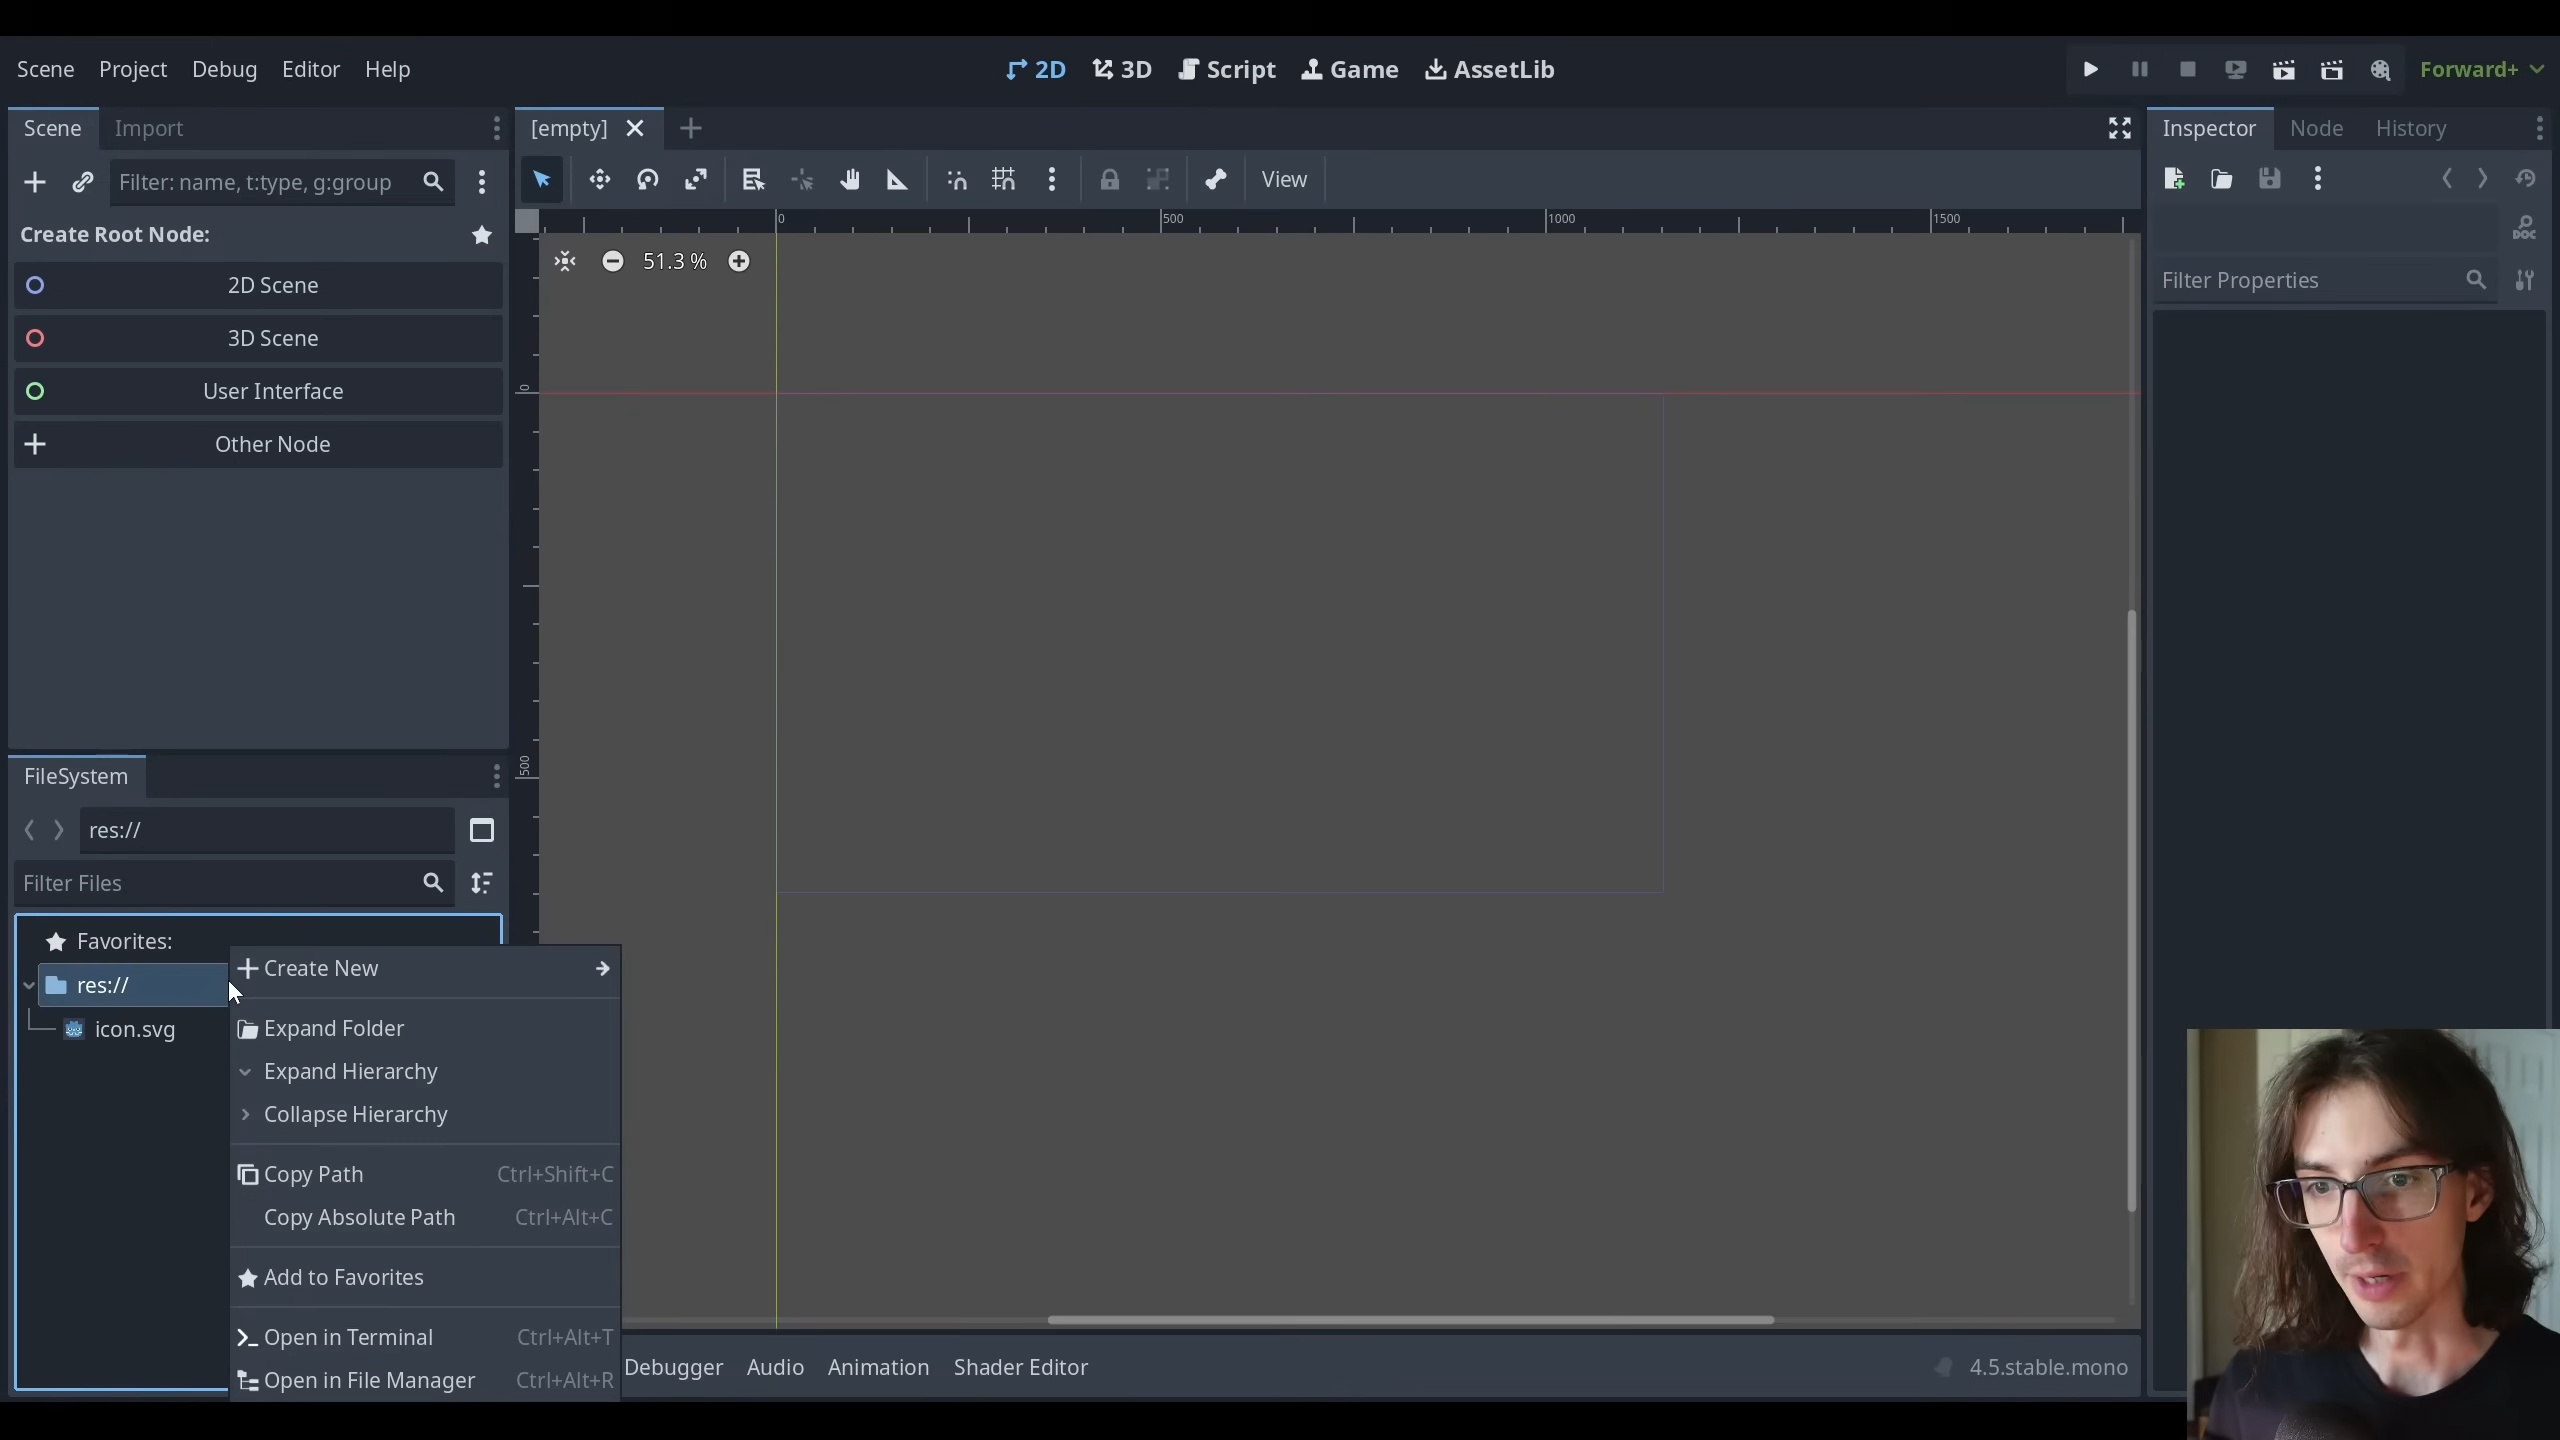 Scene Project Debug Editor Help
2D 3D Script Game AssetLib
Forward+
Scene Import
Filter: name, t:type, g:group
Create Root Node:
2D Scene
3D Scene
User Interface
Other Node
[empty]
View
0 500 1000 1500
51.3 %
0
500
Inspector Node History
DOC
Filter Properties
FileSystem
res://
Filter Files
Favorites:
res://
icon.svg
Create New
Expand Folder
Expand Hierarchy
Collapse Hierarchy
Copy Path Ctrl+Shift+C
Copy Absolute Path Ctrl+Alt+C
Add to Favorites
Open in Terminal Ctrl+Alt+T
Open in File Manager Ctrl+Alt+R
Debugger Audio Animation Shader Editor
4.5.stable.mono